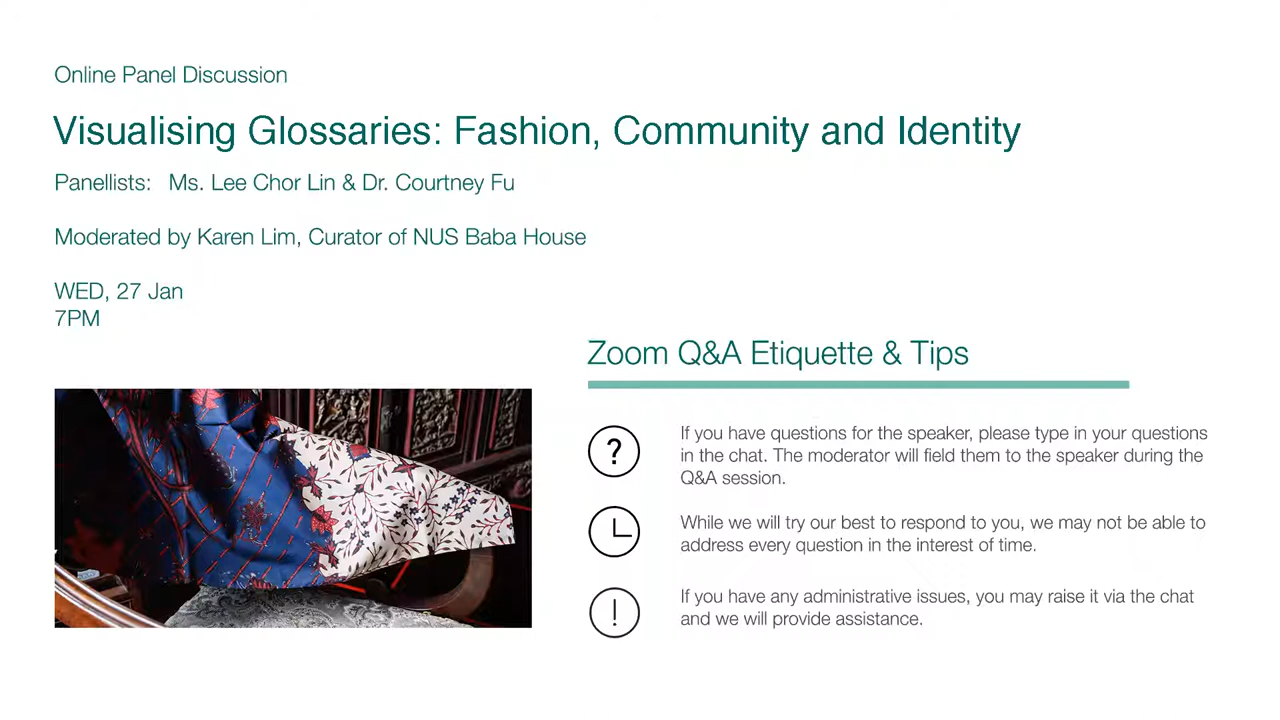 Online Panel Discussion
Visualising Glossaries: Fashion, Community and Identity
Panellists: Ms. Lee Chor Lin & Dr. Courtney Fu
Moderated by Karen Lim, Curator of NUS Baba House
WED, 27 Jan
7PM
Zoom Q&A Etiquette & Tips
?
If you have questions for the speaker, please type in your questions
in the chat. The moderator will field them to the speaker during the
Q&A session.
While we will try our best to respond to you, we may not be able to
address every question in the interest of time.
!
If you have any administrative issues, you may raise it via the chat
and we will provide assistance.